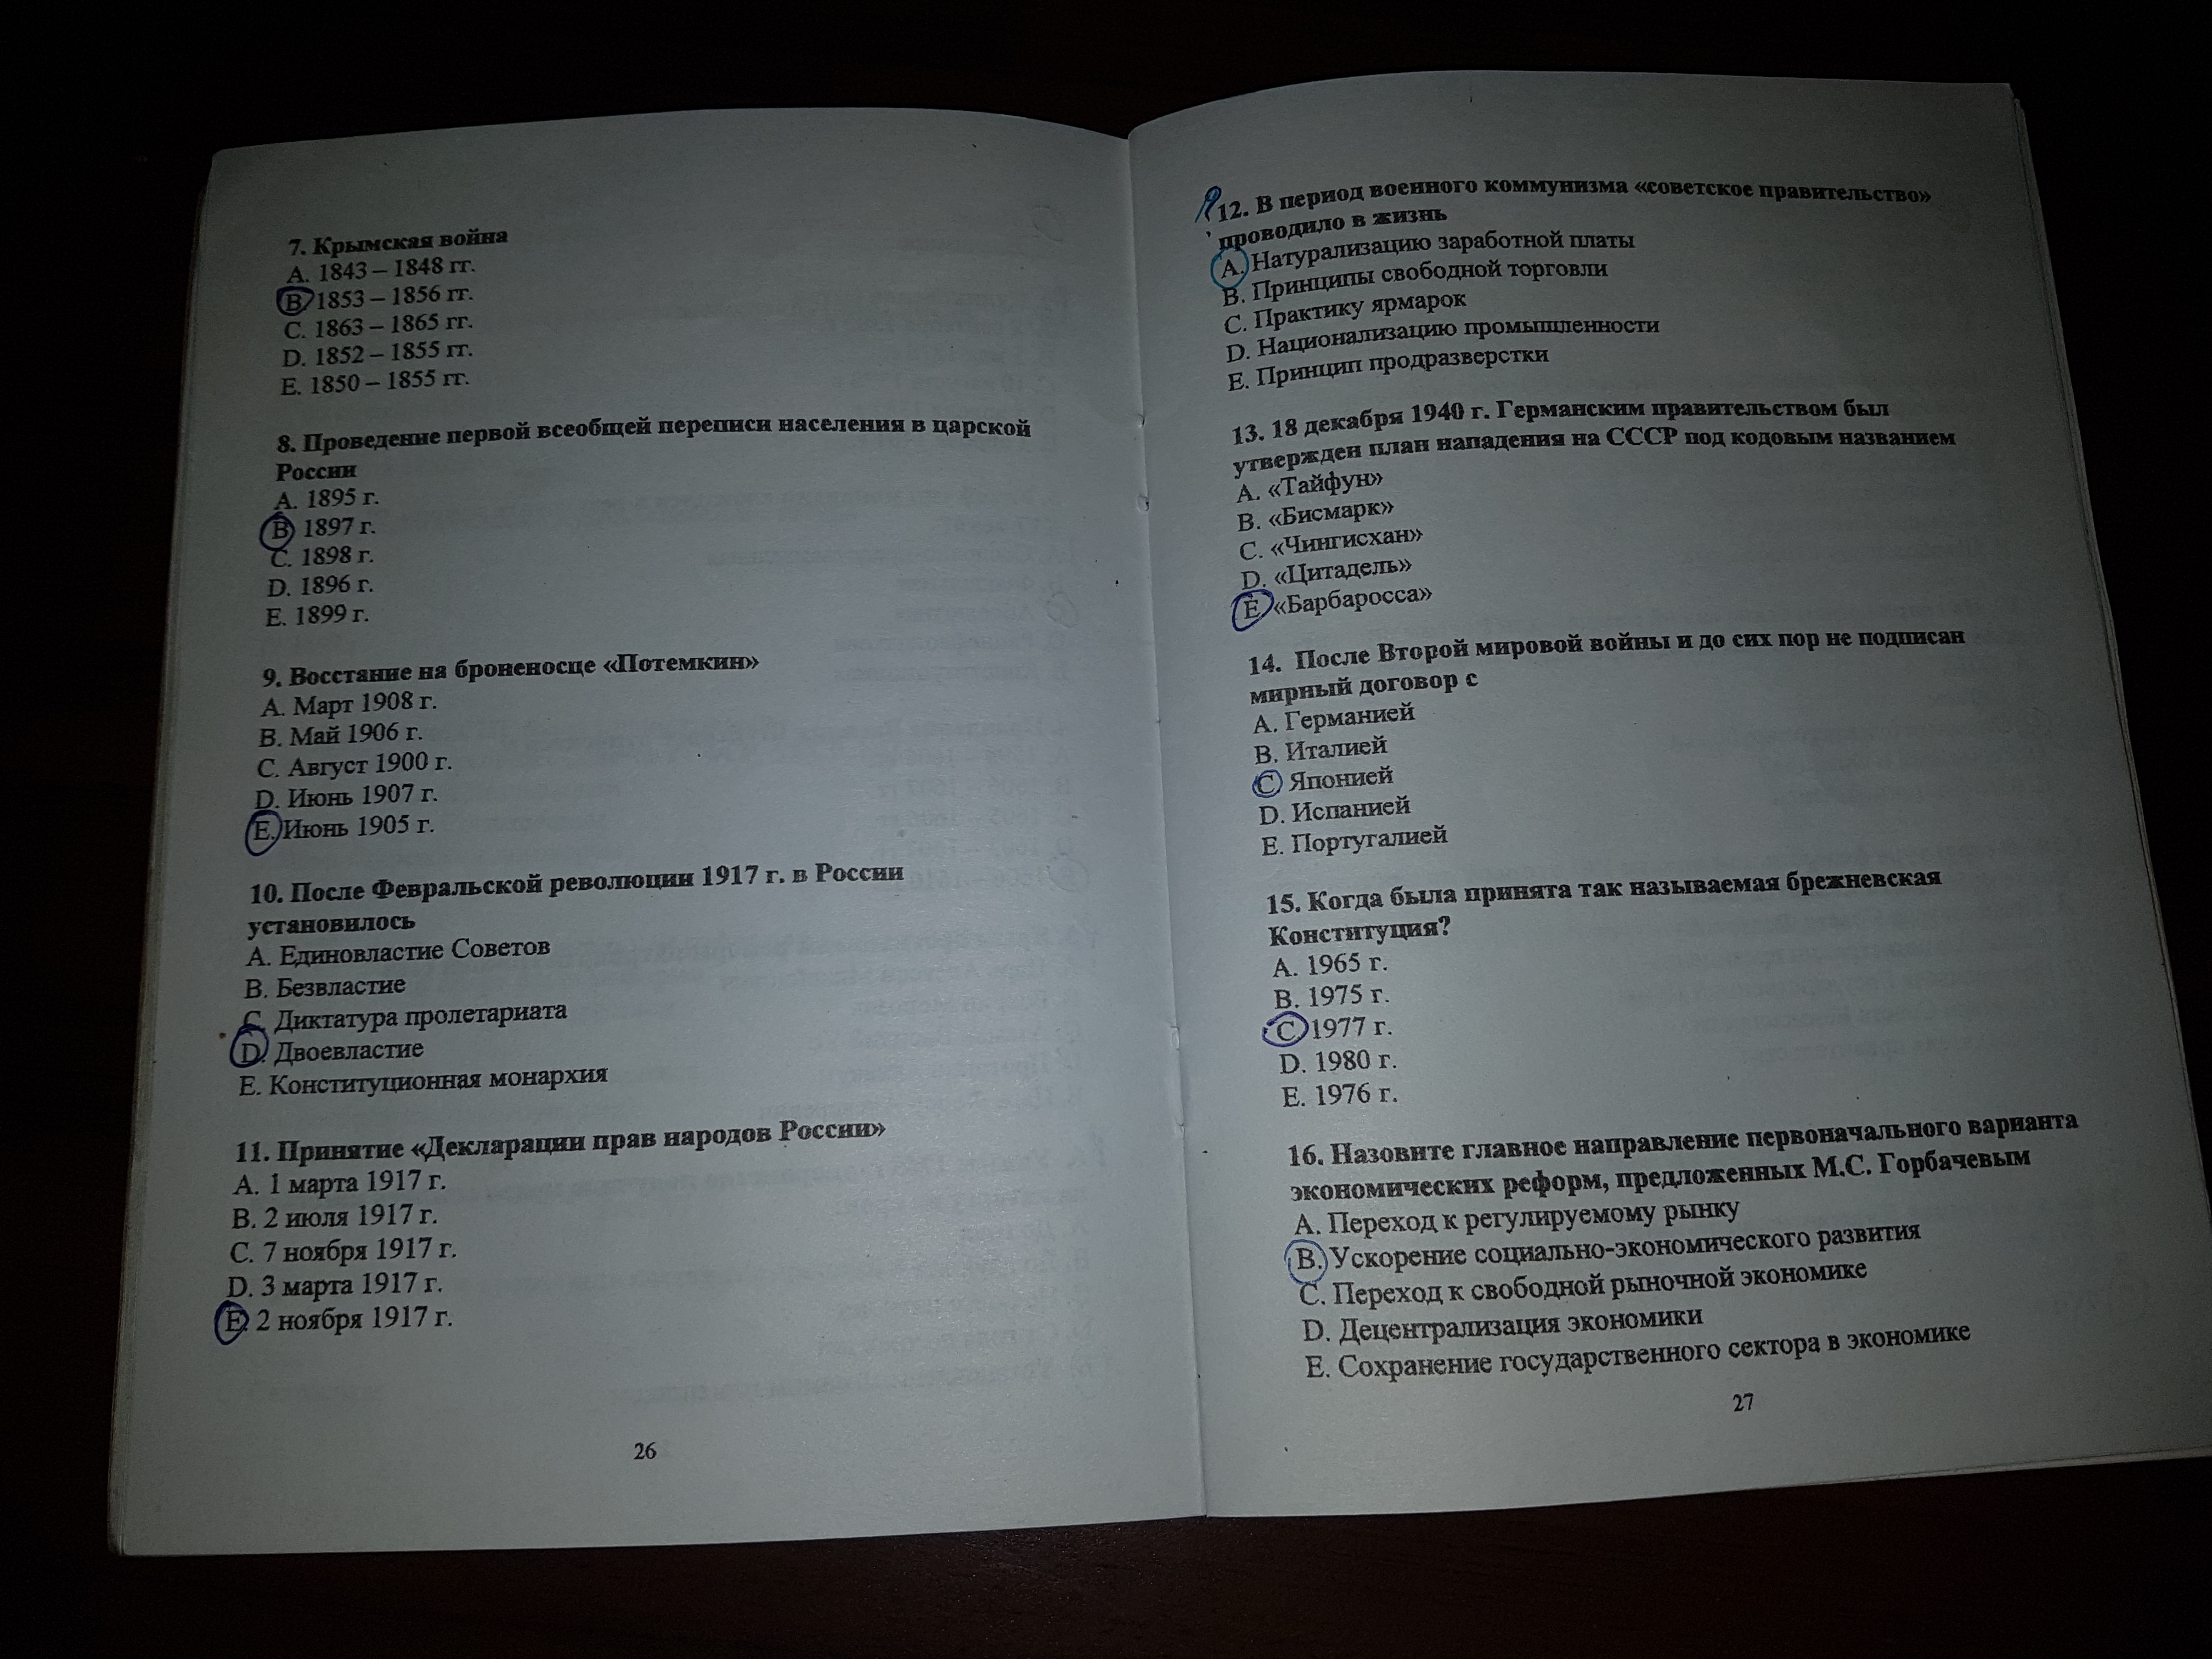 7. Крымская война
A. 1843 – 1848 гг.
B. 1853 – 1856 гг.
C. 1863 – 1865 гг.
D. 1852 – 1855 гг.
E. 1850 – 1855 гг.
8. Проведение первой всеобщей переписи населения в царской
России
A. 1895 г.
B. 1897 г.
C. 1898 г.
D. 1896 г.
E. 1899 г.
9. Восстание на броненосце «Потемкин»
A. Март 1908 г.
B. Май 1906 г.
C. Август 1900 г.
D. Июнь 1907 г.
E. Июнь 1905 г.
10. После Февральской революции 1917 г. в России
установилось
A. Единовластие Советов
B. Безвластие
C. Диктатура пролетариата
D. Двоевластие
E. Конституционная монархия
11. Принятие «Декларации прав народов России»
A. 1 марта 1917 г.
B. 2 июля 1917 г.
C. 7 ноября 1917 г.
D. 3 марта 1917 г.
E. 2 ноября 1917 г.
26
12. В период военного коммунизма «советское правительство»
проводило в жизнь
A. Натурализацию заработной платы
B. Принципы свободной торговли
C. Практику ярмарок
D. Национализацию промышленности
E. Принцип продразверстки
13. 18 декабря 1940 г. Германским правительством был
утвержден план нападения на СССР под кодовым названием
A. «Тайфун»
B. «Бисмарк»
C. «Чингисхан»
D. «Цитадель»
E. «Барбаросса»
14. После Второй мировой войны и до сих пор не подписан
мирный договор с
A. Германией
B. Италией
C. Японией
D. Испанией
E. Португалией
15. Когда была принята так называемая брежневская
Конституция?
A. 1965 г.
B. 1975 г.
C. 1977 г.
D. 1980 г.
E. 1976 г.
16. Назовите главное направление первоначального варианта
экономических реформ, предложенных М.С. Горбачевым
A. Переход к регулируемому рынку
B. Ускорение социально-экономического развития
C. Переход к свободной рыночной экономике
D. Децентрализация экономики
E. Сохранение государственного сектора в экономике
27